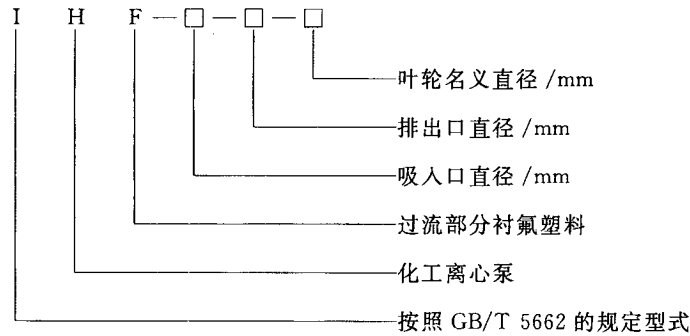 I H F—□—□—□
叶轮名义直径 /mm
排出口直径 /mm
吸入口直径 /mm
过流部分衬氟塑料
化工离心泵
按照 GB/T 5662 的规定型式